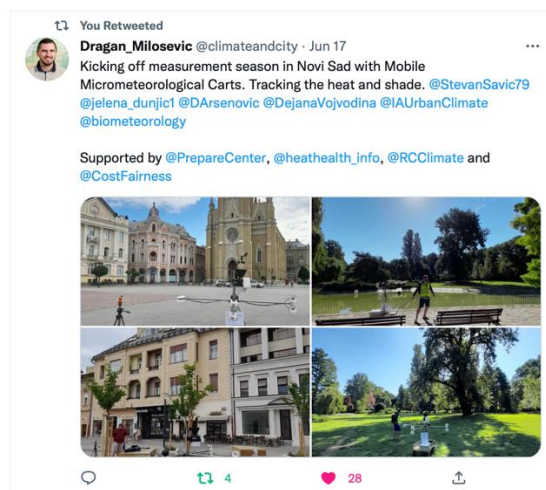 You Retweeted
Dragan_Milosevic @climateandcity · Jun 17
Kicking off measurement season in Novi Sad with Mobile
Micrometeorological Carts. Tracking the heat and shade. @StevanSavic79
@jelena_dunjic1 @DArsenovic @DejanaVojvodina @IAUrbanClimate
@biometeorology
Supported by @PrepareCenter, @heathealth_info, @RCClimate and
@CostFairness
4
28